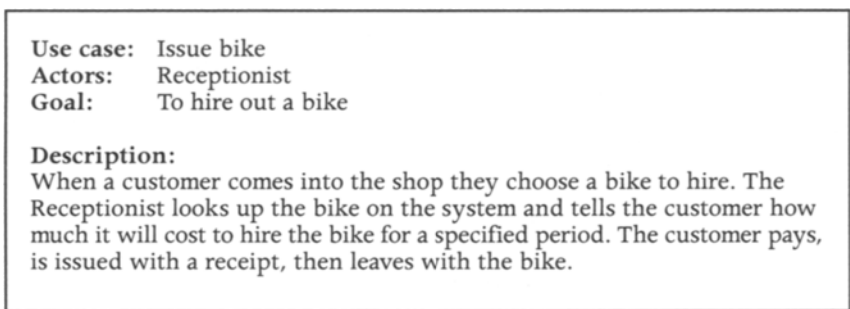 Use case: Issue bike
Actors: Receptionist
Goal: To hire out a bike
Description:
When a customer comes into the shop they choose a bike to hire. The
Receptionist looks up the bike on the system and tells the customer how
much it will cost to hire the bike for a specified period. The customer pays,
is issued with a receipt, then leaves with the bike.